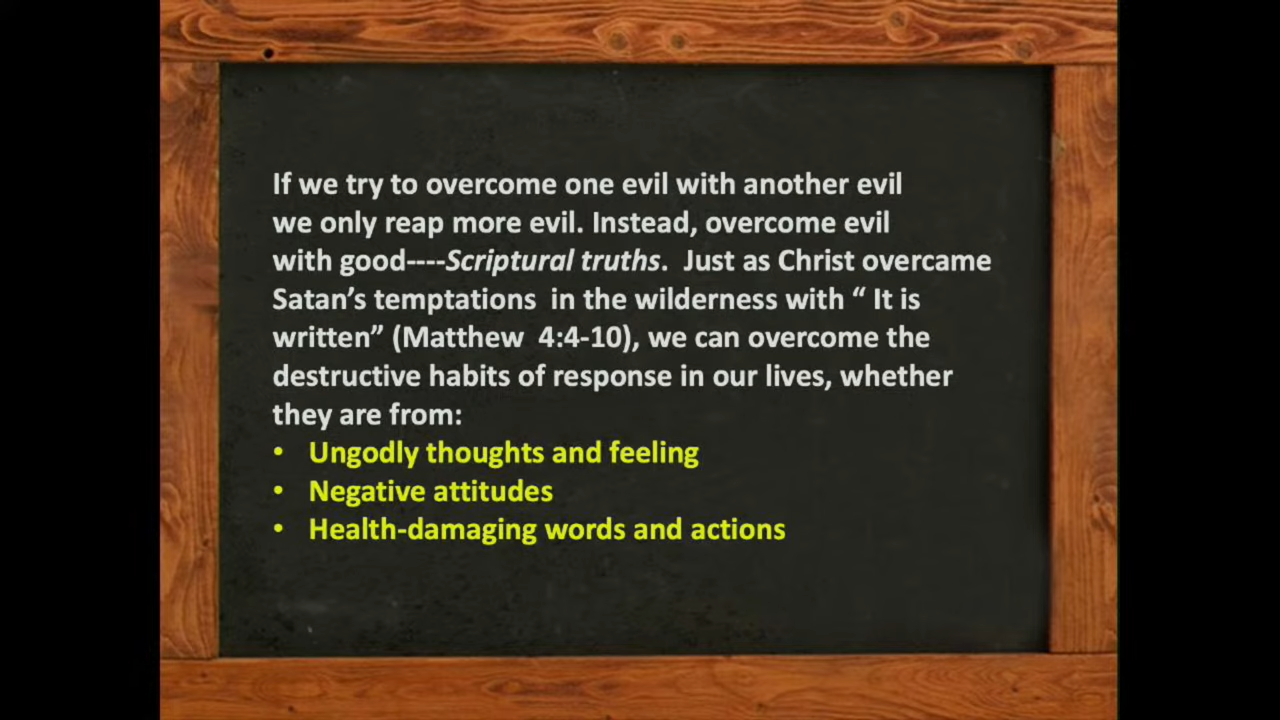 If we try to overcome one evil with another evil
we only reap more evil. Instead, overcome evil
with good----Scriptural truths.  Just as Christ overcame
Satan’s temptations  in the wilderness with “ It is
written” (Matthew  4:4-10), we can overcome the
destructive habits of response in our lives, whether
they are from:
• Ungodly thoughts and feeling
• Negative attitudes
• Health-damaging words and actions